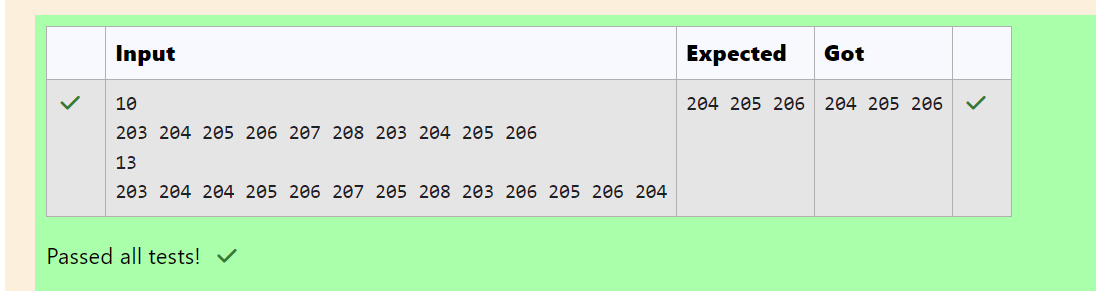 Input Expected Got
10 204 205 206 204 205 206
203 204 205 206 207 208 203 204 205 206
13
203 204 204 205 206 207 205 208 203 206 205 206 204
Passed all tests!